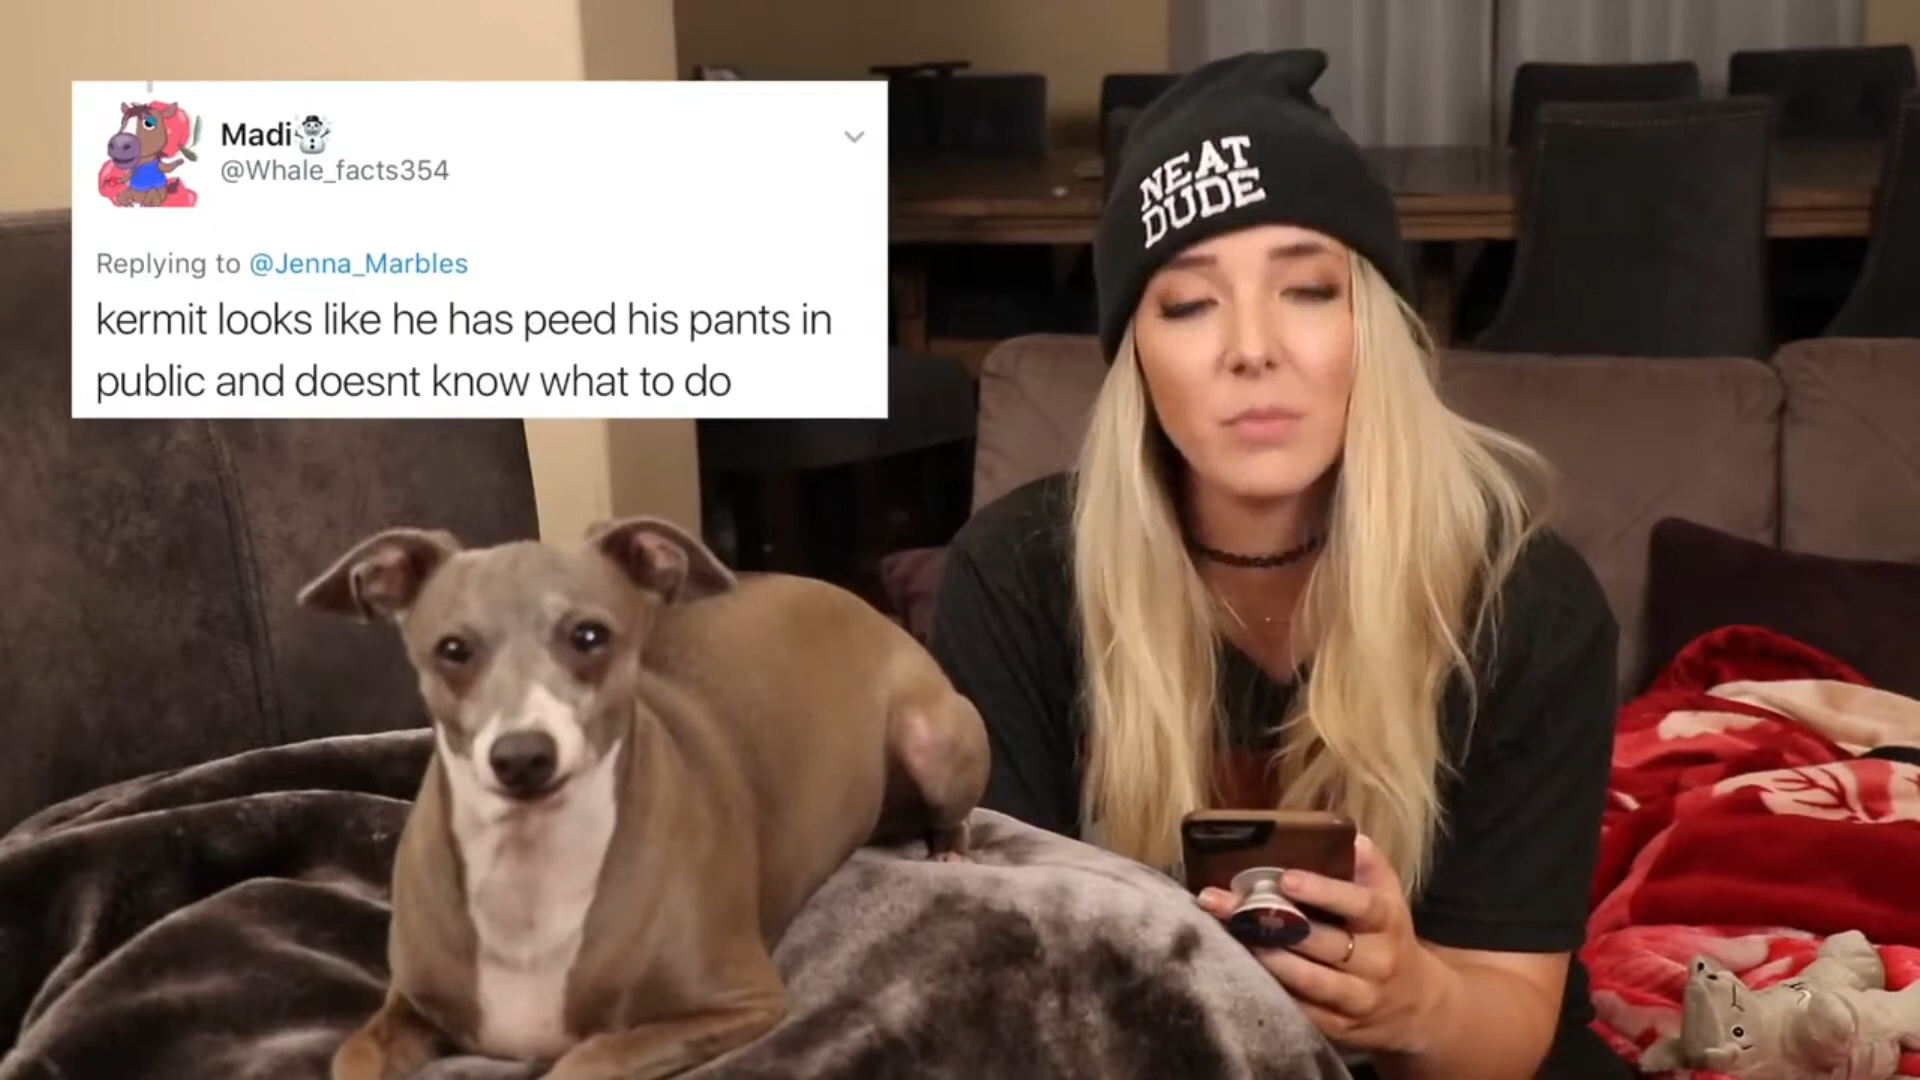 Madi☃️
@Whale_facts354
Replying to @Jenna_Marbles
kermit looks like he has peed his pants in
public and doesnt know what to do
NEAT
DUDE